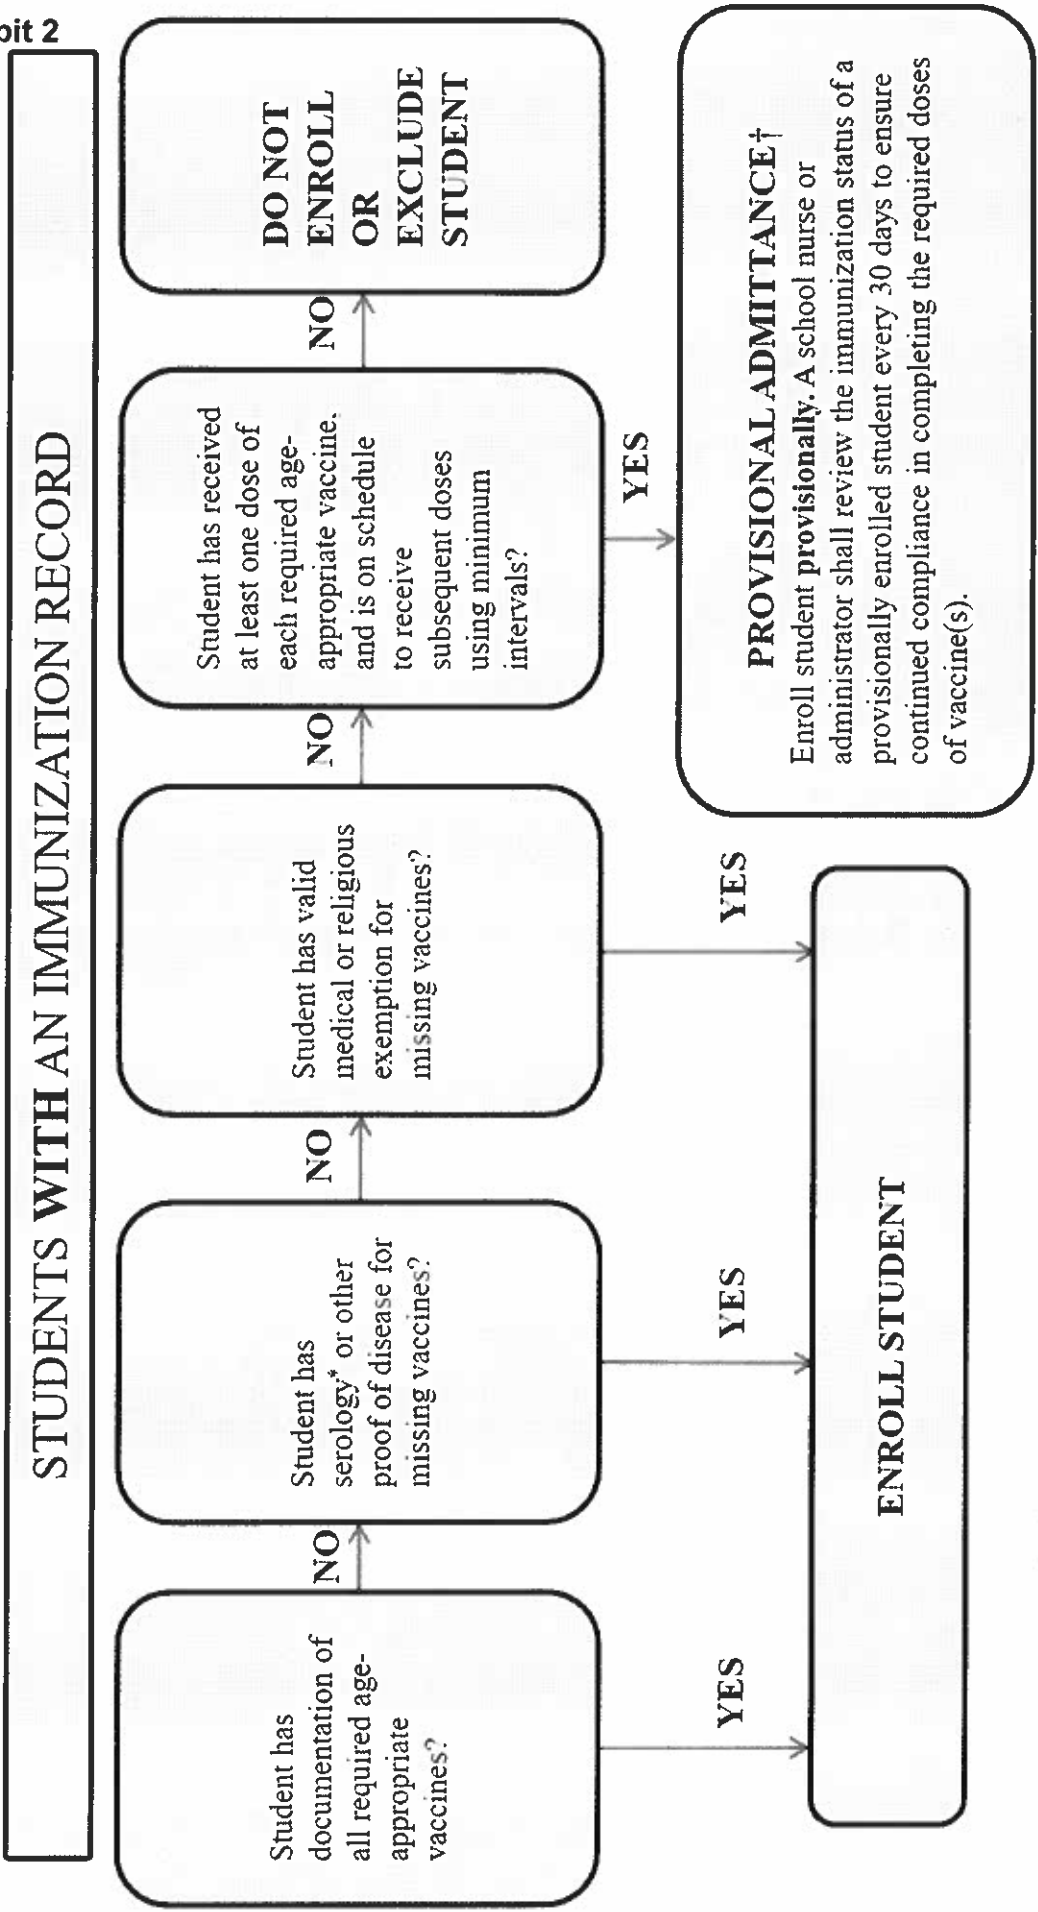 bit 2
STUDENTS WITH AN IMMUNIZATION RECORD
Student has
documentation of
all required age-
appropriate
vaccines?
NO
Student has
serology* or other
proof of disease for
missing vaccines?
NO
Student has valid
medical or religious
exemption for
missing vaccines?
NO
Student has received
at least one dose of
each required age-
appropriate vaccine,
and is on schedule
to receive
subsequent doses
using minimum
intervals?
NO
DO NOT
ENROLL
OR
EXCLUDE
STUDENT
YES
YES
YES
YES
ENROLL STUDENT
PROVISIONAL ADMITTANCE†
Enroll student provisionally. A school nurse or
administrator shall review the immunization status of a
provisionally enrolled student every 30 days to ensure
continued compliance in completing the required doses
of vaccine(s).